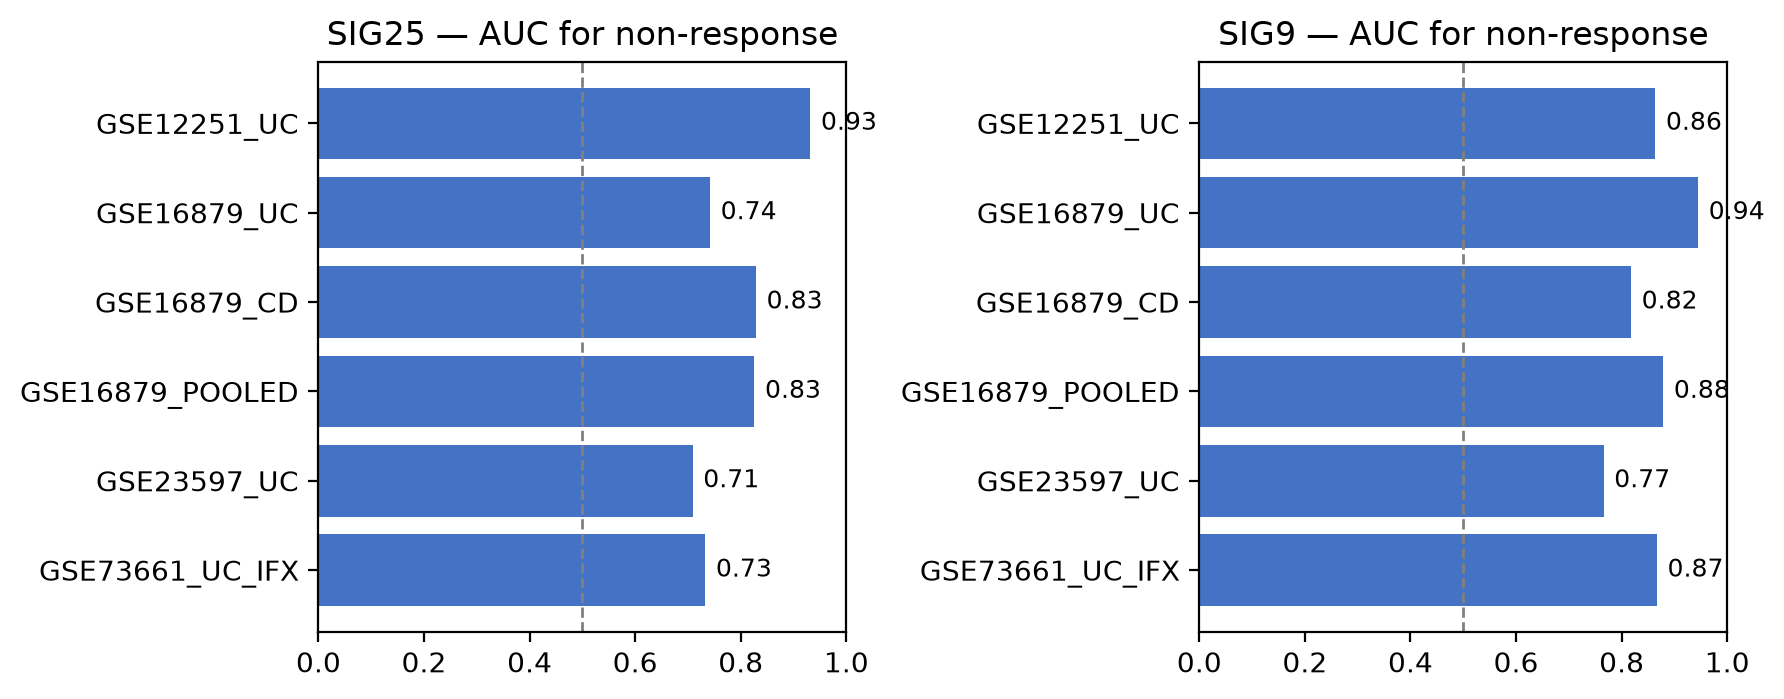 SIG25 — AUC for non-response
GSE12251_UC
0.93
GSE16879_UC
0.74
GSE16879_CD
0.83
GSE16879_POOLED
0.83
GSE23597_UC
0.71
GSE73661_UC_IFX
0.73
0.0 0.2 0.4 0.6 0.8 1.0
SIG9 — AUC for non-response
GSE12251_UC
0.86
GSE16879_UC
0.94
GSE16879_CD
0.82
GSE16879_POOLED
0.88
GSE23597_UC
0.77
GSE73661_UC_IFX
0.87
0.0 0.2 0.4 0.6 0.8 1.0